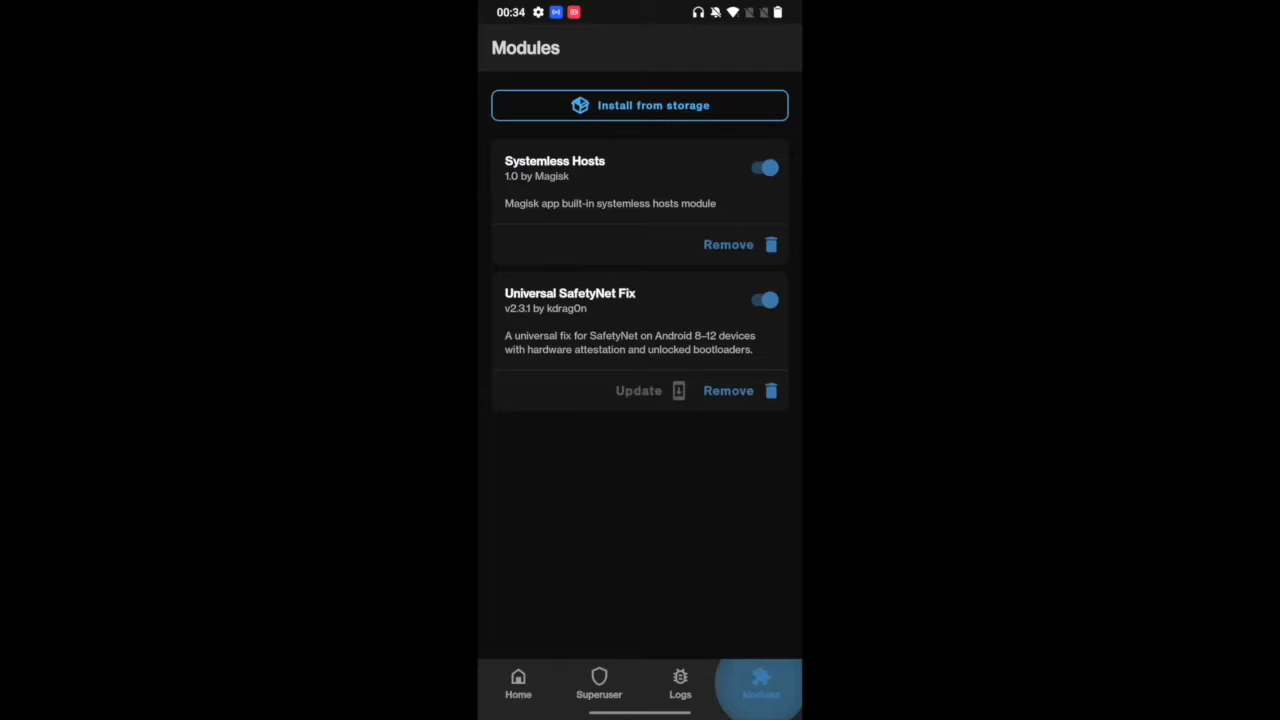 00:34
Modules
Install from storage
Systemless Hosts
1.0 by Magisk
Magisk app built-in systemless hosts module
Remove
Universal SafetyNet Fix
v2.3.1 by kdrag0n
A universal fix for SafetyNet on Android 8–12 devices
with hardware attestation and unlocked bootloaders.
Update Remove
Home Superuser Logs Modules